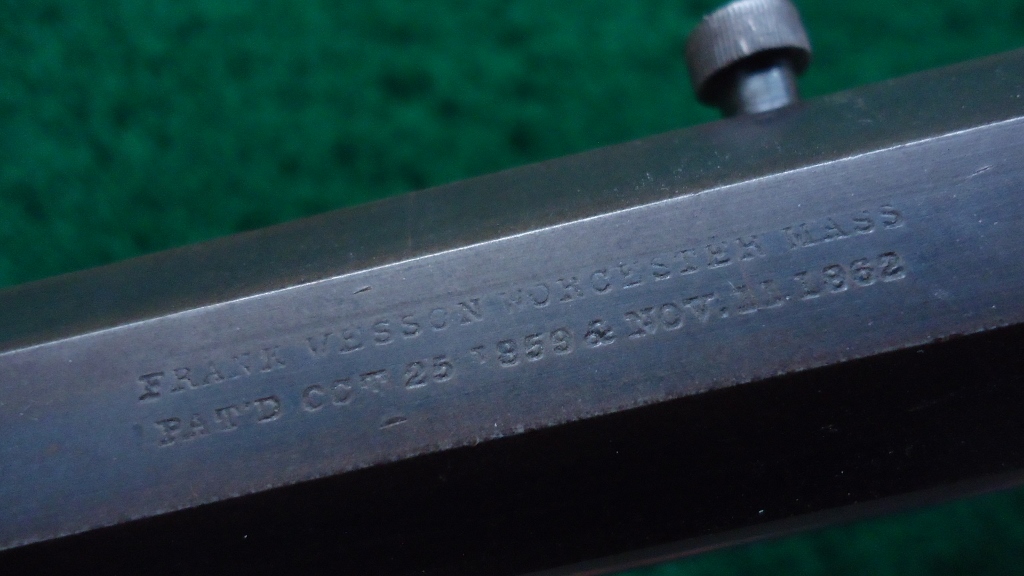 FRANK WESSON WORCESTER MASS
PAT'D OCT 25 1859 & NOV. 11. 1862